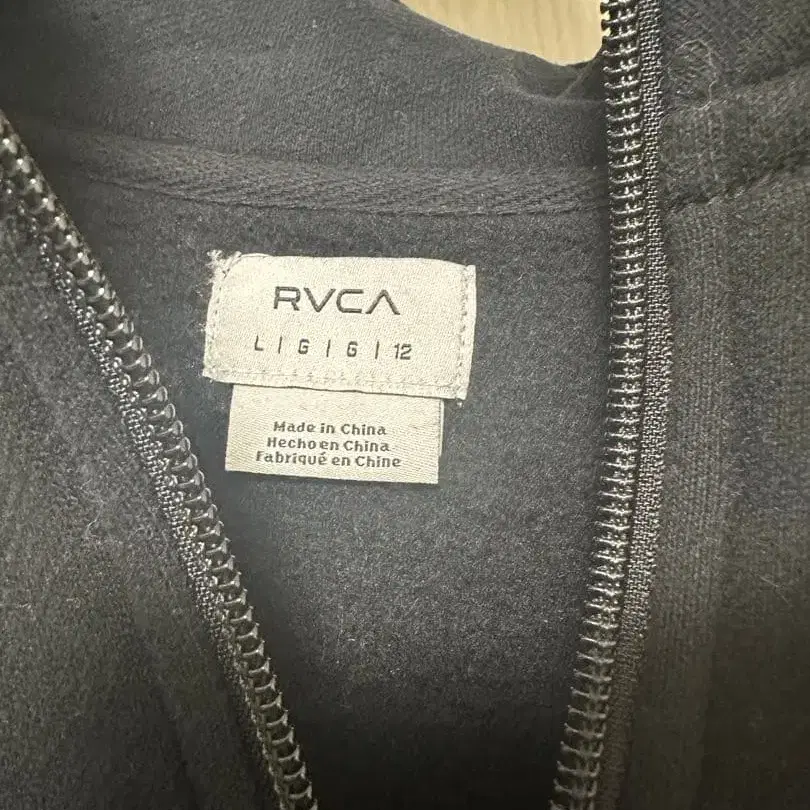 RVCA
L | G | G | 12
Made in China
Hecho en China
Fabriqué en Chine